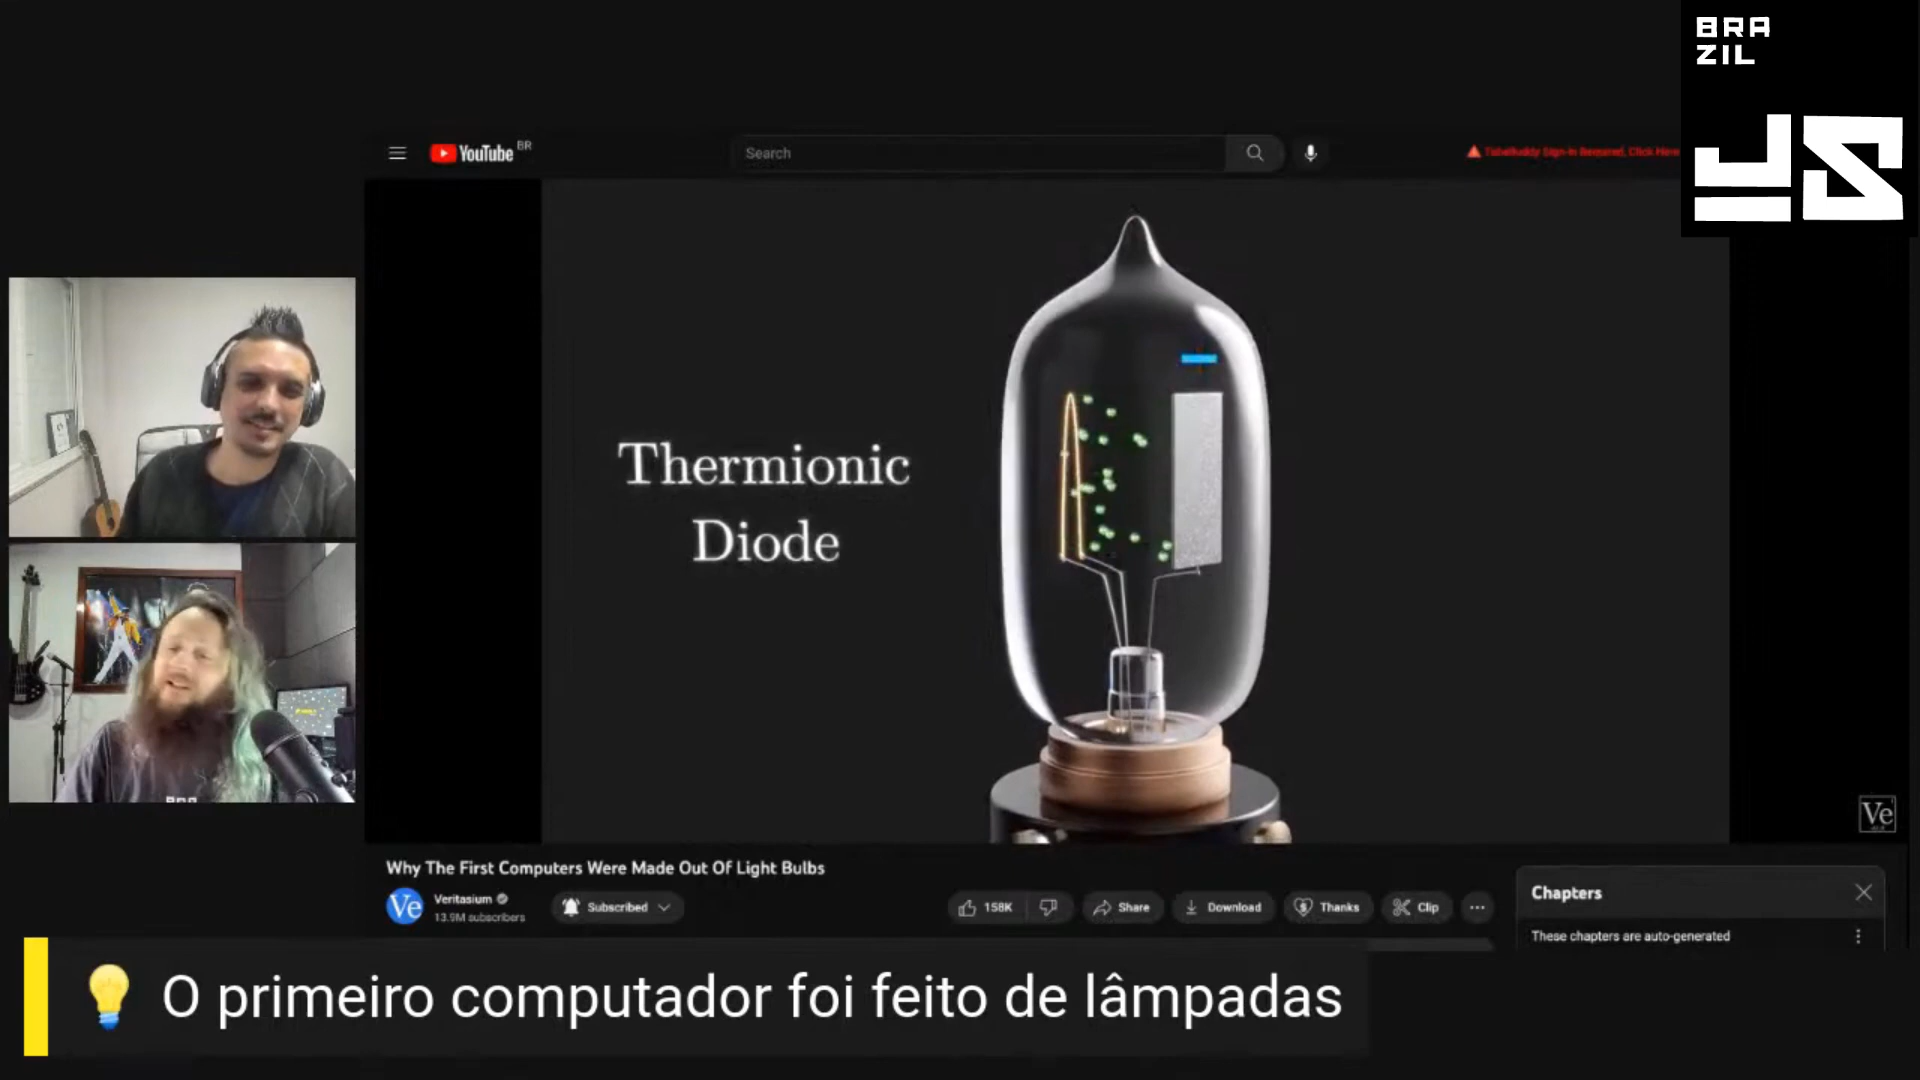 BRA
ZIL
JS
YouTube BR
Search
Thermionic
Diode
Ve
Why The First Computers Were Made Out Of Light Bulbs
Ve
Veritasium
13.9M subscribers
Subscribed
158K
Share
Download
Thanks
Clip
Chapters
These chapters are auto-generated
O primeiro computador foi feito de lâmpadas